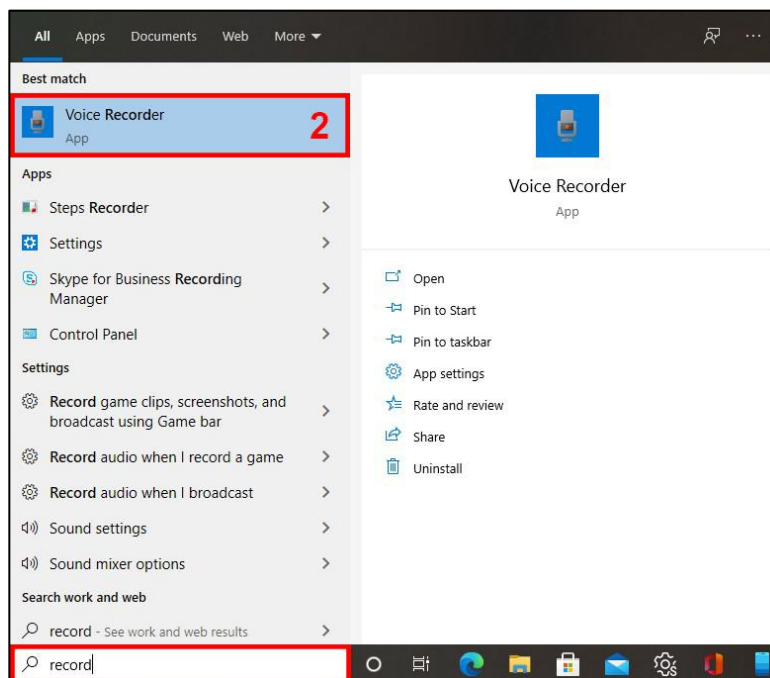 All Apps Documents Web More
Best match
Voice Recorder
App
2
Apps
Steps Recorder
Settings
Skype for Business Recording
Manager
Control Panel
Settings
Record game clips, screenshots, and
broadcast using Game bar
Record audio when I record a game
Record audio when I broadcast
Sound settings
Sound mixer options
Search work and web
record - See work and web results
record
Voice Recorder
App
Open
Pin to Start
Pin to taskbar
App settings
Rate and review
Share
Uninstall